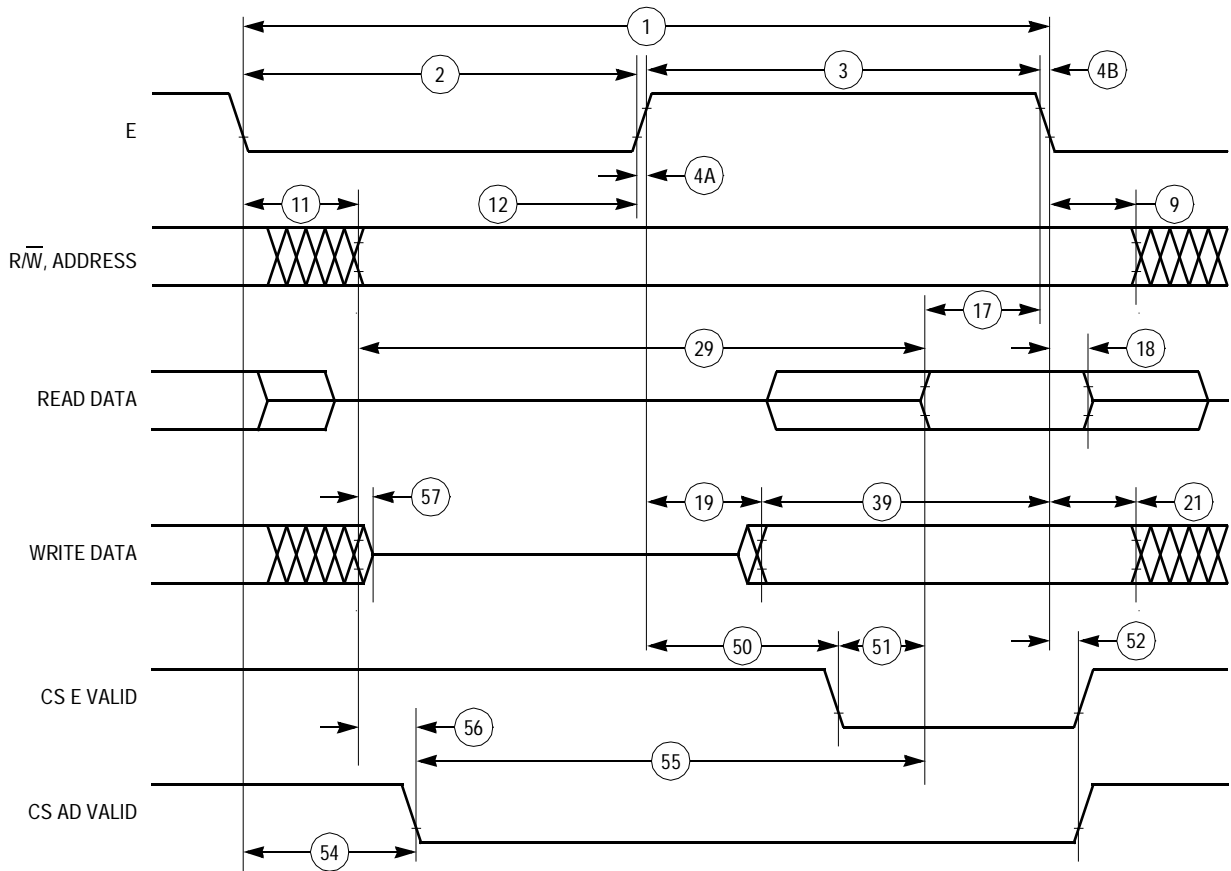 1
2
3
4B
E
4A
11
12
9
R/W̅, ADDRESS
17
29
18
READ DATA
57
19
39
21
WRITE DATA
50
51
52
CS E VALID
56
55
CS AD VALID
54